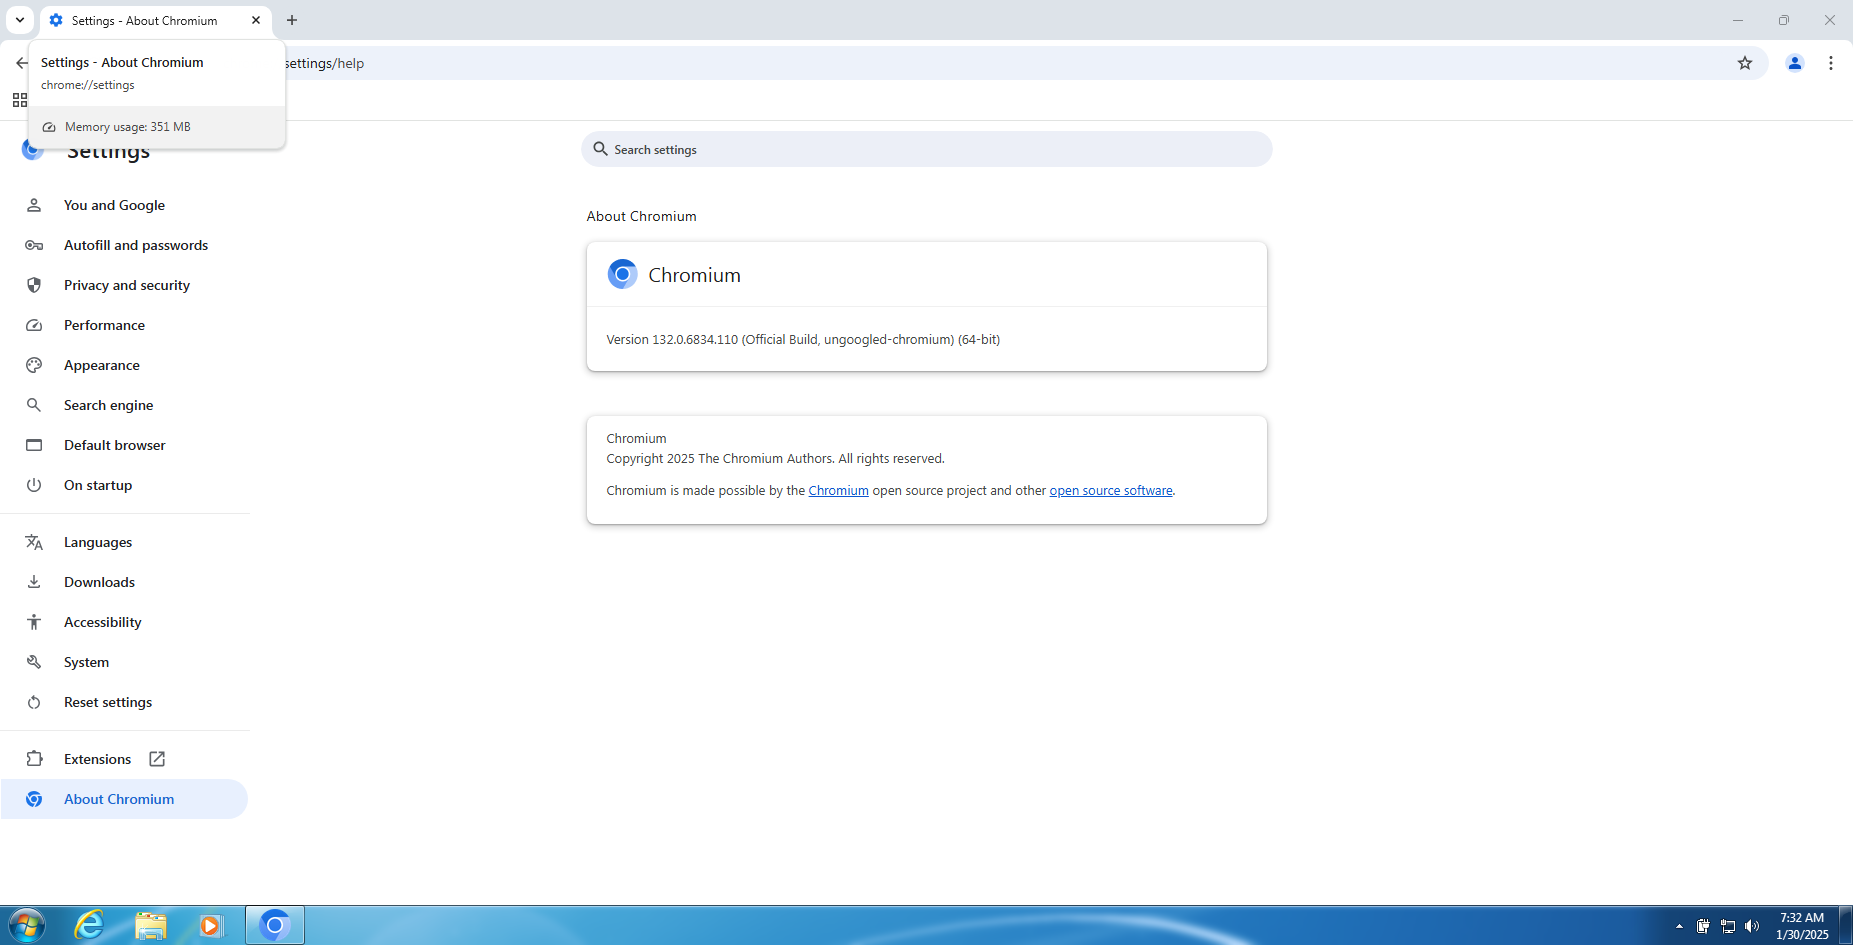 Settings - About Chromium
Settings - About Chromium
chrome://settings
Memory usage: 351 MB
settings/help
Settings
Search settings
You and Google
Autofill and passwords
Privacy and security
Performance
Appearance
Search engine
Default browser
On startup
Languages
Downloads
Accessibility
System
Reset settings
Extensions
About Chromium
About Chromium
Chromium
Version 132.0.6834.110 (Official Build, ungoogled-chromium) (64-bit)
Chromium
Copyright 2025 The Chromium Authors. All rights reserved.
Chromium is made possible by the Chromium open source project and other open source software.
7:32 AM
1/30/2025